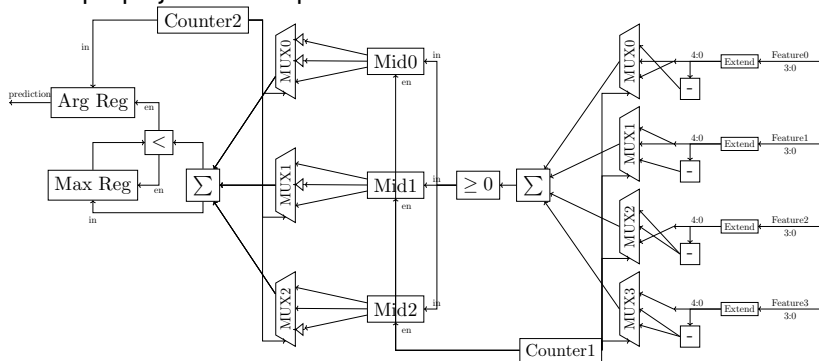 Counter2
in
MUX0
Mid0
in
en
MUX0
4:0
Extend
Feature0
3:0
-
prediction
Arg Reg
en
<
Max Reg
en
in
Σ
MUX1
Mid1
in
en
≥ 0
Σ
MUX1
4:0
Extend
Feature1
3:0
-
MUX2
4:0
Extend
Feature2
3:0
-
MUX2
Mid2
in
en
MUX3
4:0
Extend
Feature3
3:0
-
Counter1